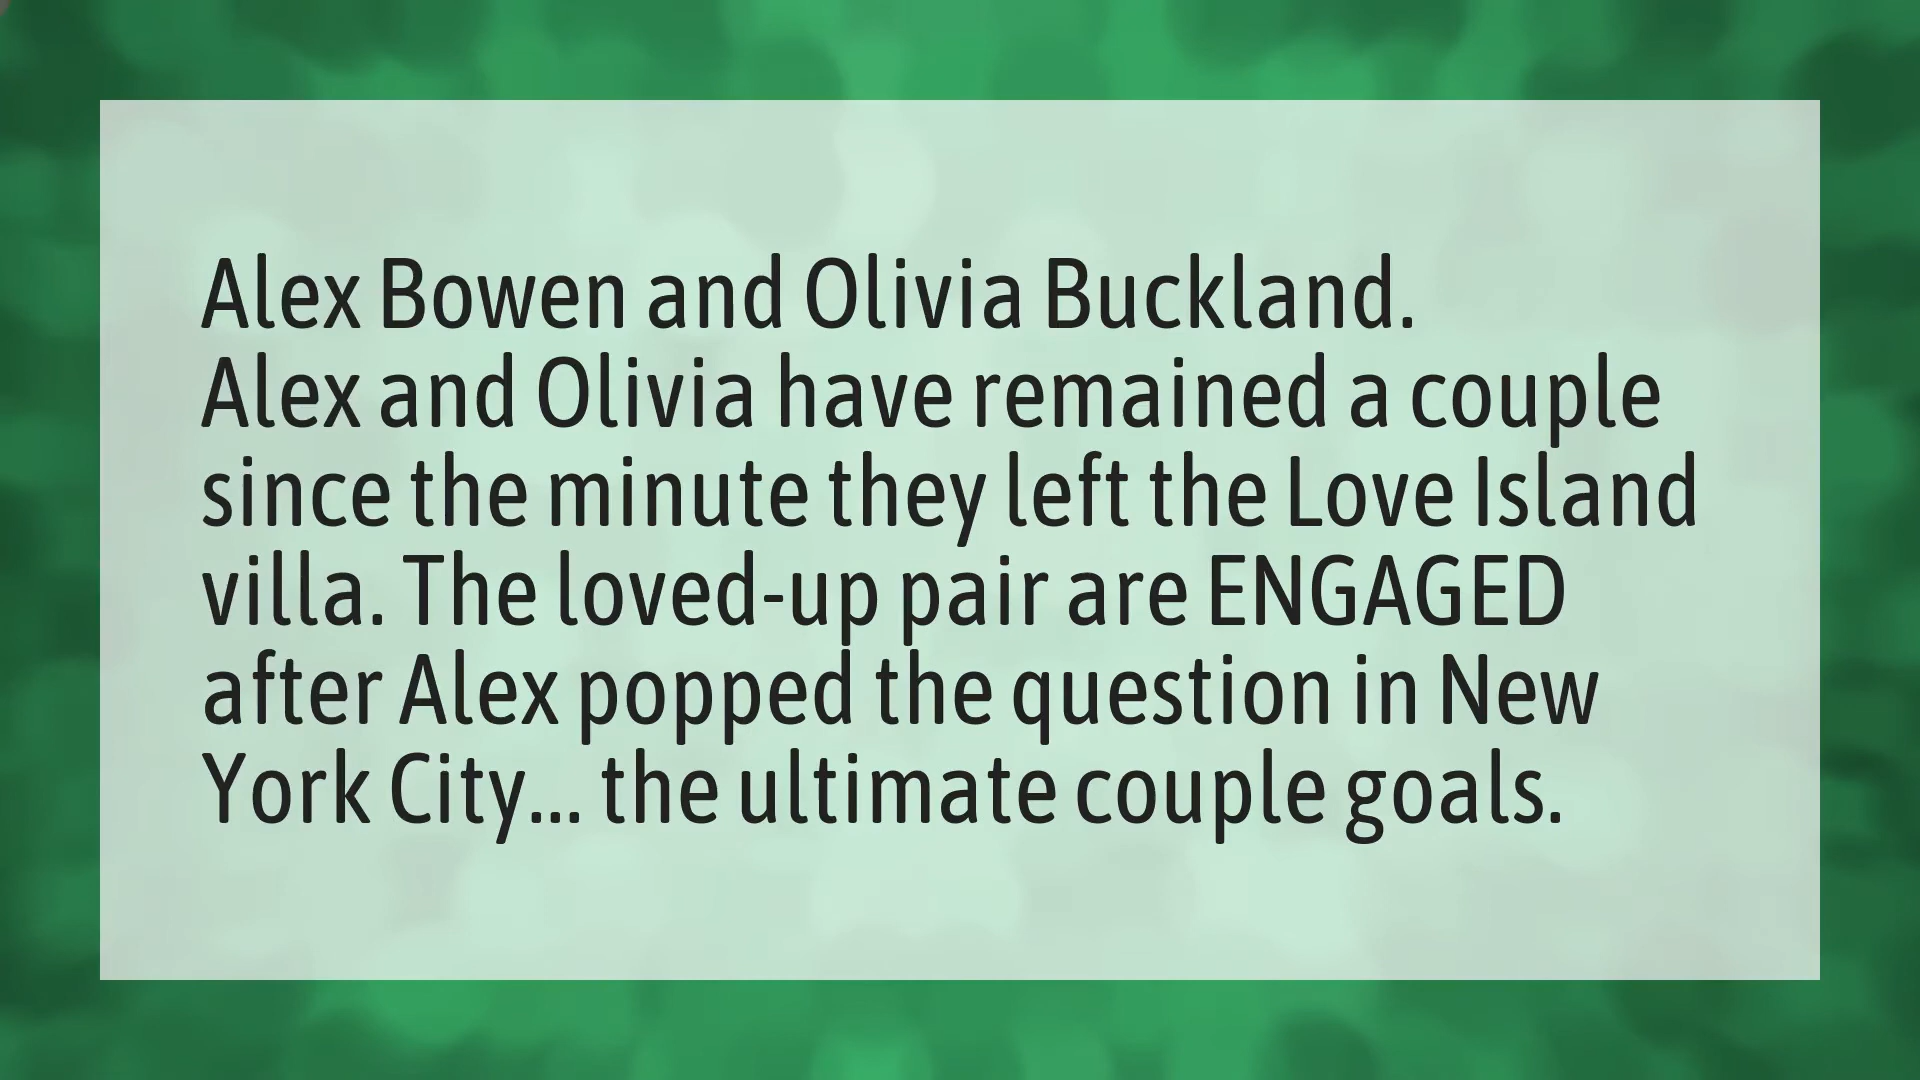 Alex Bowen and Olivia Buckland.
Alex and Olivia have remained a couple
since the minute they left the Love Island
villa. The loved-up pair are ENGAGED
after Alex popped the question in New
York City... the ultimate couple goals.